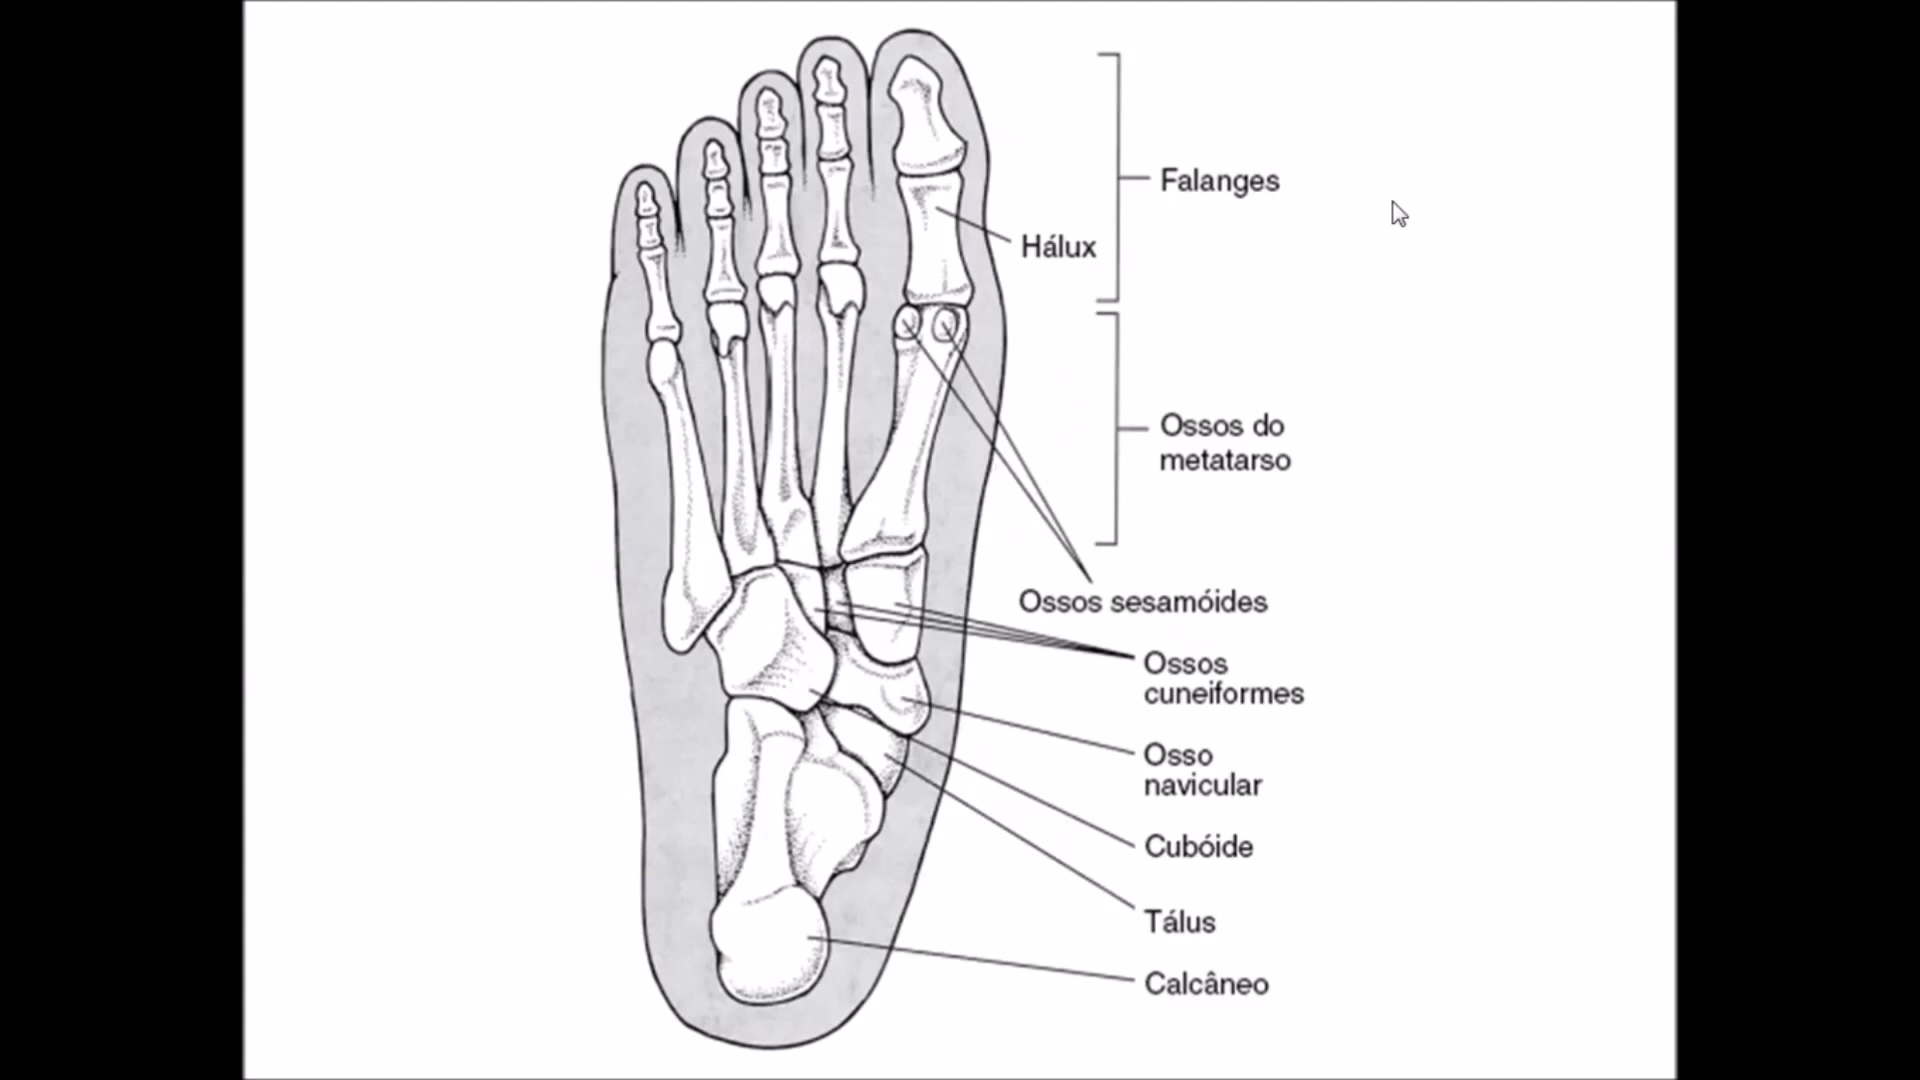 Falanges
Hálux
Ossos do
metatarso
Ossos sesamóides
Ossos
cuneiformes
Osso
navicular
Cubóide
Tálus
Calcâneo